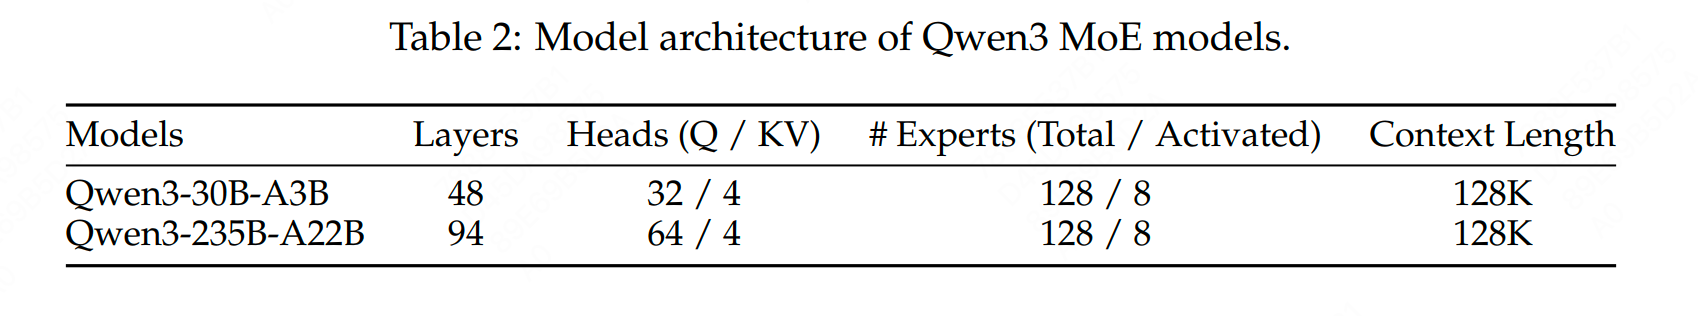 Table 2: Model architecture of Qwen3 MoE models.
Models Layers Heads (Q / KV) # Experts (Total / Activated) Context Length
Qwen3-30B-A3B 48 32 / 4 128 / 8 128K
Qwen3-235B-A22B 94 64 / 4 128 / 8 128K